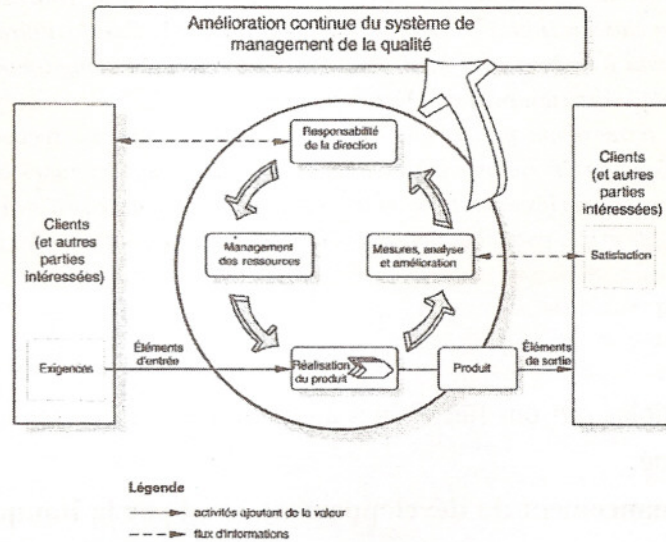 Amélioration continue du système de
management de la qualité
Responsabilité
de la direction
Clients
(et autres
parties
intéressées)
Clients
(et autres
parties
intéressées)
Management
des ressources
Mesures, analyse
et amélioration
Satisfaction
Éléments
d'entrée
Éléments
de sortie
Exigences
Réalisation
du produit
Produit
Légende
activités ajoutant de la valeur
flux d'informations